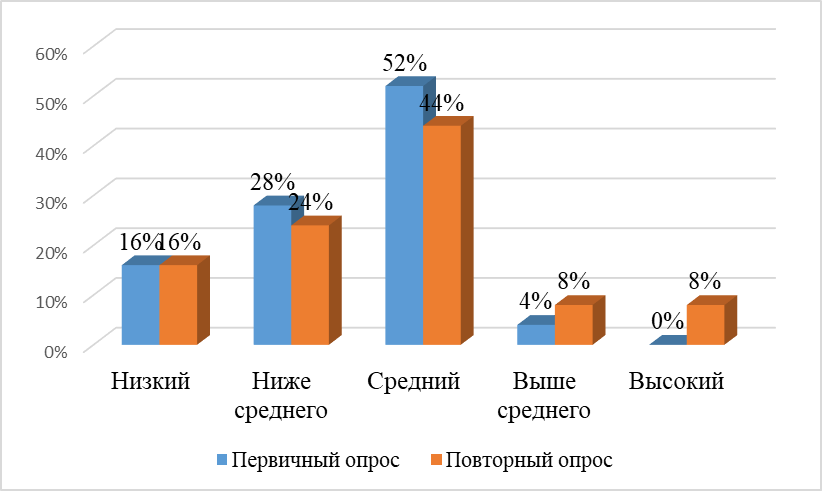 60%
50%
40%
30%
20%
10%
0%
16%
16%
28%
24%
52%
44%
4%
8%
0%
8%
Низкий
Ниже
среднего
Средний
Выше
среднего
Высокий
Первичный опрос
Повторный опрос